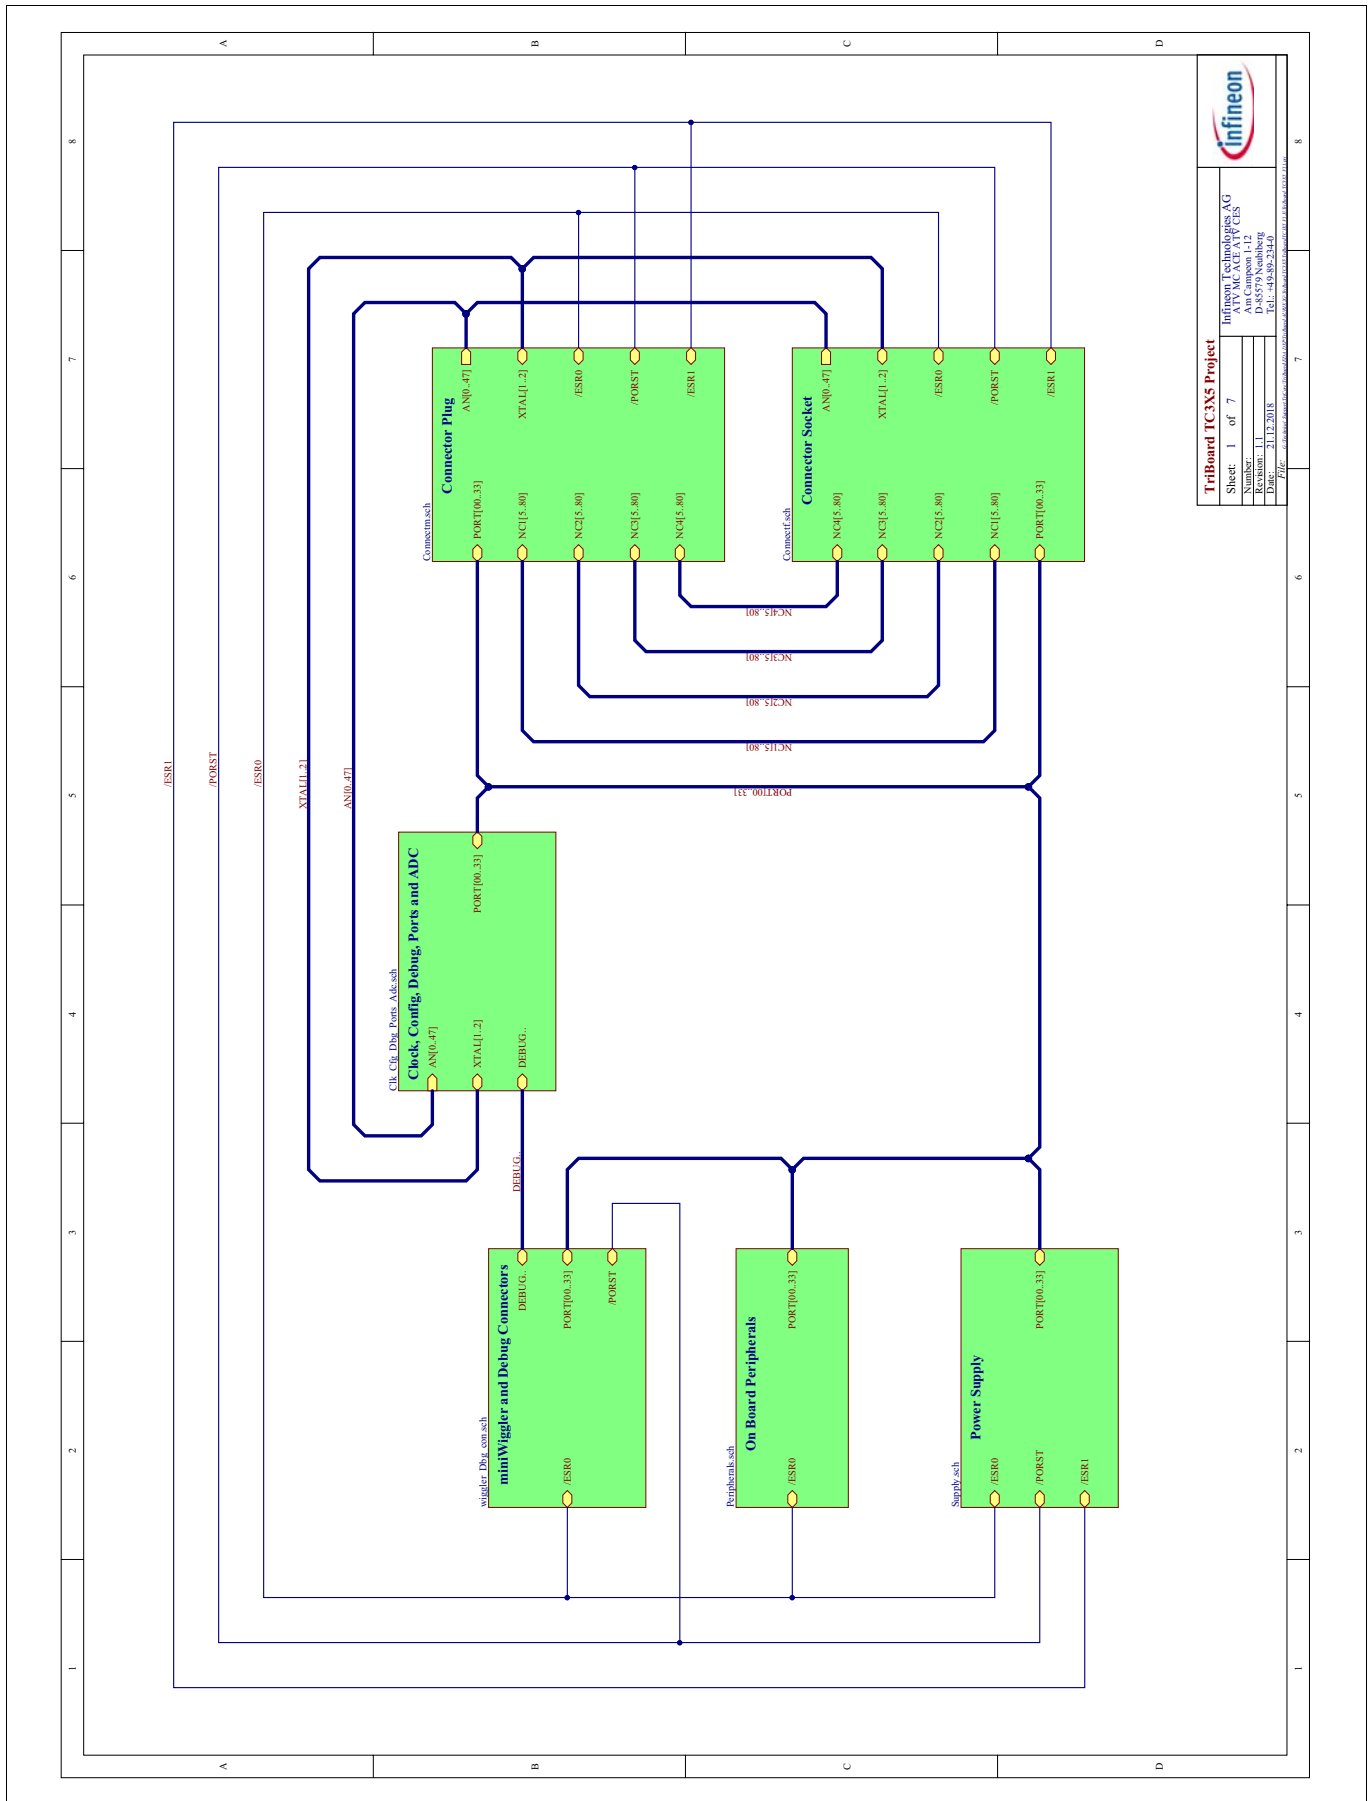 1
2
3
4
5
6
7
8
A
B
C
D
/ESR1
/PORST
/ESR0
XTAL[1..2]
AN[0..47]
wiggler_Dbg_con.sch
miniWiggler and Debug Connectors
/ESR0
DEBUG..
PORT[00..33]
/PORST
Peripherals.sch
On Board Peripherals
/ESR0
PORT[00..33]
Supply.sch
Power Supply
/ESR0
/PORST
/ESR1
PORT[00..33]
DEBUG..
Clk_Cfg_Dbg_Ports_Adc.sch
Clock, Config, Debug, Ports and ADC
AN[0..47]
XTAL[1..2]
DEBUG..
PORT[00..33]
PORT[00..33]
NC1[5..80]
NC2[5..80]
NC3[5..80]
NC4[5..80]
Connectm.sch
Connector Plug
PORT[00..33]
NC1[5..80]
NC2[5..80]
NC3[5..80]
NC4[5..80]
AN[0..47]
XTAL[1..2]
/ESR0
/PORST
/ESR1
Connectf.sch
Connector Socket
NC4[5..80]
NC3[5..80]
NC2[5..80]
NC1[5..80]
PORT[00..33]
AN[0..47]
XTAL[1..2]
/ESR0
/PORST
/ESR1
TriBoard TC3X5 Project
Sheet: 1 of 7
Number:
Revision: 1.1
Date: 21.12.2018
File:
Infineon Technologies AG
ATV MC ACE ATV CES
Am Campeon 1-12
D-85579 Neubiberg
Tel.: +49-89-234-0
infineon
1
2
3
4
5
6
7
8
A
B
C
D